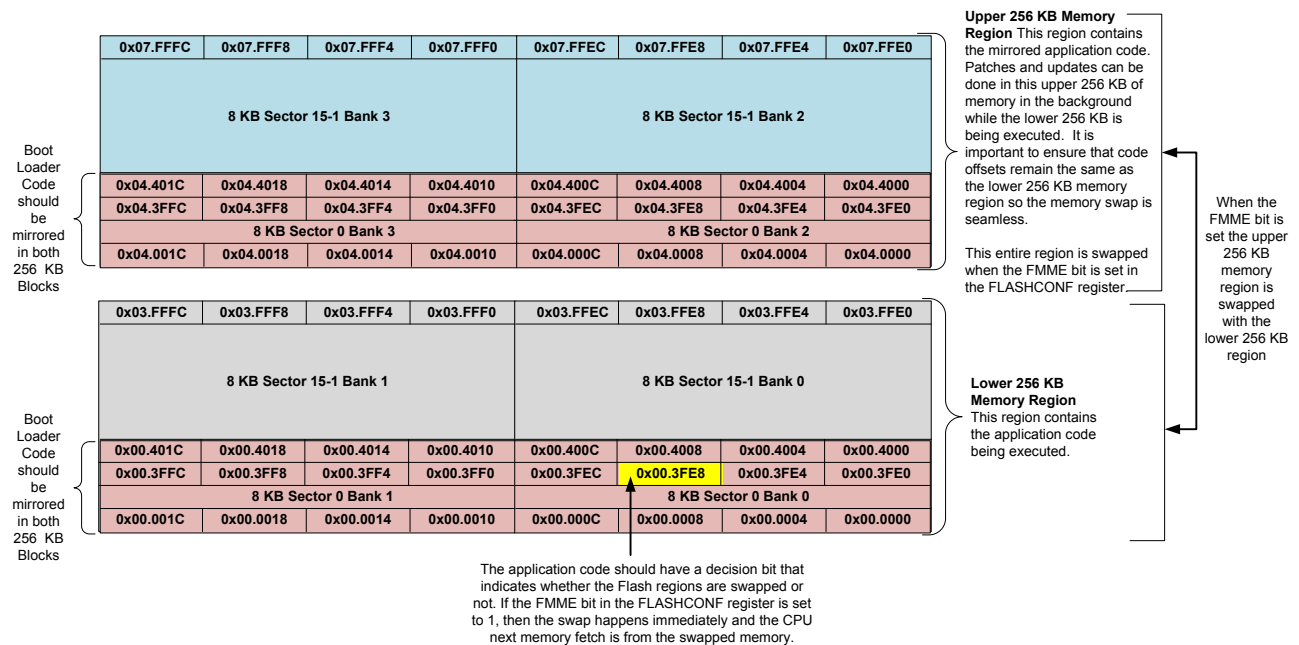 Upper 256 KB Memory
Region This region contains
the mirrored application code.
Patches and updates can be
done in this upper 256 KB of
memory in the background
while the lower 256 KB is
being executed. It is
important to ensure that code
offsets remain the same as
the lower 256 KB memory
region so the memory swap is
seamless.
This entire region is swapped
when the FMME bit is set in
the FLASHCONF register.
0x07.FFFC 0x07.FFF8 0x07.FFF4 0x07.FFF0 0x07.FFEC 0x07.FFE8 0x07.FFE4 0x07.FFE0
8 KB Sector 15-1 Bank 3 8 KB Sector 15-1 Bank 2
Boot
Loader
Code
should
be
mirrored
in both
256 KB
Blocks
0x04.401C 0x04.4018 0x04.4014 0x04.4010 0x04.400C 0x04.4008 0x04.4004 0x04.4000
0x04.3FFC 0x04.3FF8 0x04.3FF4 0x04.3FF0 0x04.3FEC 0x04.3FE8 0x04.3FE4 0x04.3FE0
8 KB Sector 0 Bank 3 8 KB Sector 0 Bank 2
0x04.001C 0x04.0018 0x04.0014 0x04.0010 0x04.000C 0x04.0008 0x04.0004 0x04.0000
When the
FMME bit is
set the upper
256 KB
memory
region is
swapped
with the
lower 256 KB
region
0x03.FFFC 0x03.FFF8 0x03.FFF4 0x03.FFF0 0x03.FFEC 0x03.FFE8 0x03.FFE4 0x03.FFE0
8 KB Sector 15-1 Bank 1 8 KB Sector 15-1 Bank 0
Lower 256 KB
Memory Region
This region contains
the application code
being executed.
Boot
Loader
Code
should
be
mirrored
in both
256 KB
Blocks
0x00.401C 0x00.4018 0x00.4014 0x00.4010 0x00.400C 0x00.4008 0x00.4004 0x00.4000
0x00.3FFC 0x00.3FF8 0x00.3FF4 0x00.3FF0 0x00.3FEC 0x00.3FE8 0x00.3FE4 0x00.3FE0
8 KB Sector 0 Bank 1 8 KB Sector 0 Bank 0
0x00.001C 0x00.0018 0x00.0014 0x00.0010 0x00.000C 0x00.0008 0x00.0004 0x00.0000
The application code should have a decision bit that
indicates whether the Flash regions are swapped or
not. If the FMME bit in the FLASHCONF register is set
to 1, then the swap happens immediately and the CPU
next memory fetch is from the swapped memory.